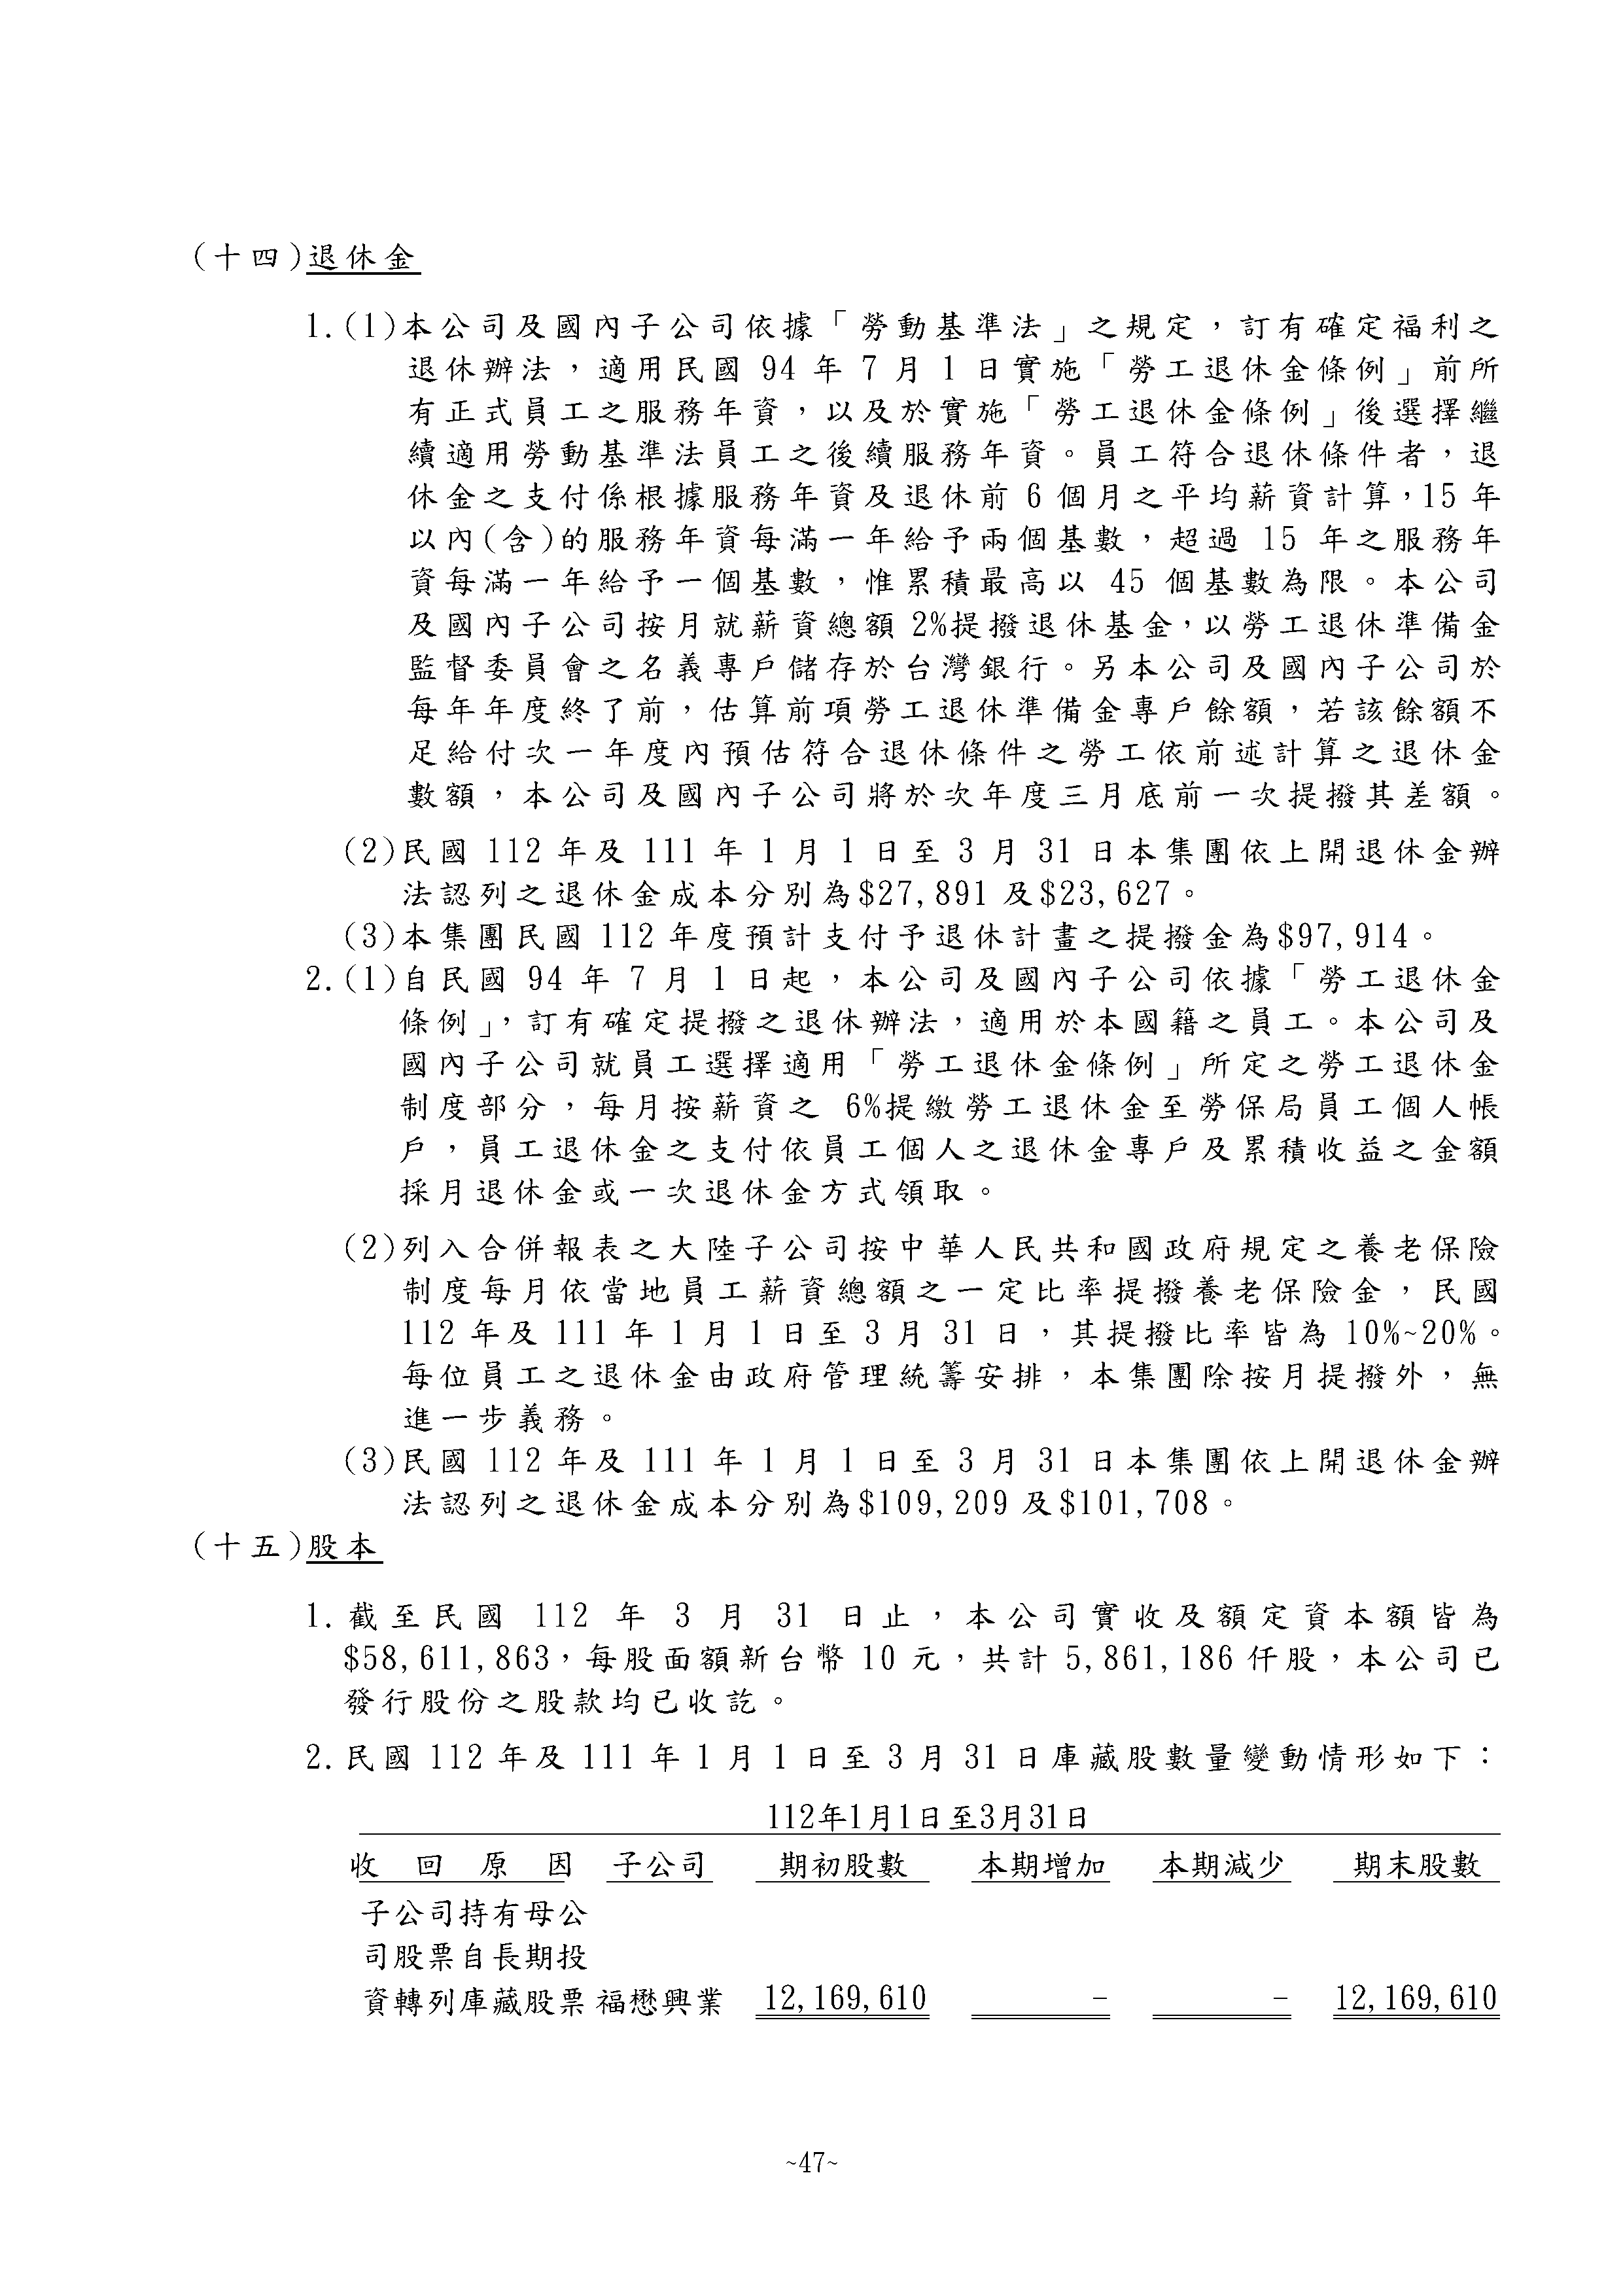 (十四)退休金
1.(1)本公司及國內子公司依據「勞動基準法」之規定，訂有確定福利之
退休辦法，適用民國 94 年 7 月 1 日實施「勞工退休金條例」前所
有正式員工之服務年資，以及於實施「勞工退休金條例」後選擇繼
續適用勞動基準法員工之後續服務年資。員工符合退休條件者，退
休金之支付係根據服務年資及退休前 6 個月之平均薪資計算，15 年
以內(含)的服務年資每滿一年給予兩個基數，超過 15 年之服務年
資每滿一年給予一個基數，惟累積最高以 45 個基數為限。本公司
及國內子公司按月就薪資總額 2%提撥退休基金，以勞工退休準備金
監督委員會之名義專戶儲存於台灣銀行。另本公司及國內子公司於
每年年度終了前，估算前項勞工退休準備金專戶餘額，若該餘額不
足給付次一年度內預估符合退休條件之勞工依前述計算之退休金
數額，本公司及國內子公司將於次年度三月底前一次提撥其差額。
(2)民國 112 年及 111 年 1 月 1 日至 3 月 31 日本集團依上開退休金辦
法認列之退休金成本分別為$27,891 及$23,627。
(3)本集團民國 112 年度預計支付予退休計畫之提撥金為$97,914。
2.(1)自民國 94 年 7 月 1 日起，本公司及國內子公司依據「勞工退休金
條例」，訂有確定提撥之退休辦法，適用於本國籍之員工。本公司及
國內子公司就員工選擇適用「勞工退休金條例」所定之勞工退休金
制度部分，每月按薪資之 6%提繳勞工退休金至勞保局員工個人帳
戶，員工退休金之支付依員工個人之退休金專戶及累積收益之金額
採月退休金或一次退休金方式領取。
(2)列入合併報表之大陸子公司按中華人民共和國政府規定之養老保險
制度每月依當地員工薪資總額之一定比率提撥養老保險金，民國
112 年及 111 年 1 月 1 日至 3 月 31 日，其提撥比率皆為 10%~20%。
每位員工之退休金由政府管理統籌安排，本集團除按月提撥外，無
進一步義務。
(3)民國 112 年及 111 年 1 月 1 日至 3 月 31 日本集團依上開退休金辦
法認列之退休金成本分別為$109,209 及$101,708。
(十五)股本
1.截至民國 112 年 3 月 31 日止，本公司實收及額定資本額皆為
$58,611,863，每股面額新台幣 10 元，共計 5,861,186 仟股，本公司已
發行股份之股款均已收訖。
2.民國 112 年及 111 年 1 月 1 日至 3 月 31 日庫藏股數量變動情形如下：
112年1月1日至3月31日
收 回 原 因 子公司 期初股數 本期增加 本期減少 期末股數
子公司持有母公
司股票自長期投
資轉列庫藏股票 福懋興業 12,169,610 - - 12,169,610
~47~